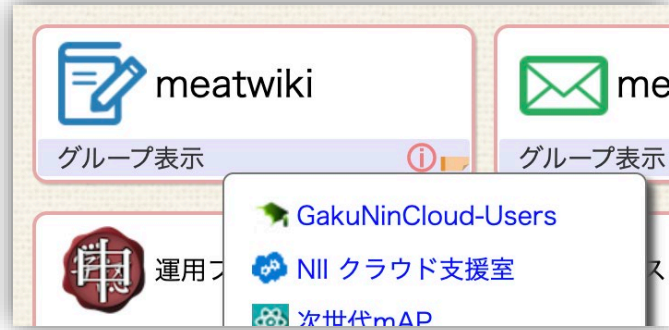 meatwiki
me
グループ表示
グループ表示
GakuNinCloud-Users
運用フ
NII クラウド支援室
ス
次世代mAP